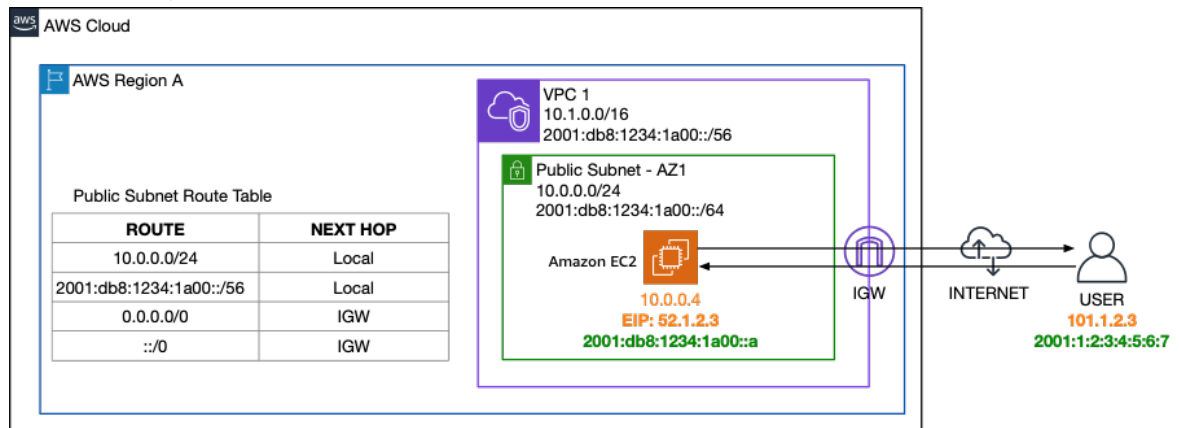 aws
AWS Cloud
AWS Region A
VPC 1
10.1.0.0/16
2001:db8:1234:1a00::/56
Public Subnet - AZ1
10.0.0.0/24
2001:db8:1234:1a00::/64
Public Subnet Route Table
ROUTE NEXT HOP
10.0.0.0/24 Local
2001:db8:1234:1a00::/56 Local
0.0.0.0/0 IGW
::/0 IGW
Amazon EC2
10.0.0.4
EIP: 52.1.2.3
2001:db8:1234:1a00::a
IGW
INTERNET
USER
101.1.2.3
2001:1:2:3:4:5:6:7